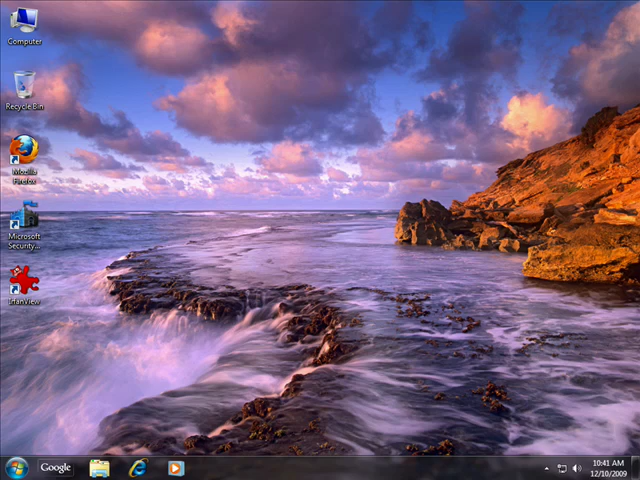 Computer
Recycle Bin
Mozilla
Firefox
Microsoft
Security...
IrfanView
Google
10:41 AM
12/10/2009